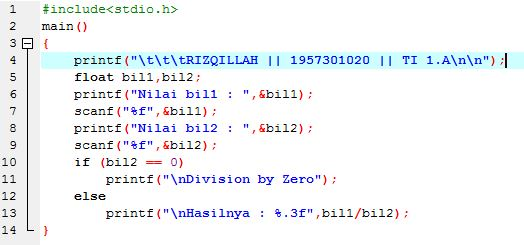 1 #include<stdio.h>
2 main()
3 {
4 printf("\t\t\tRIZQILLAH || 1957301020 || TI 1.A\n\n");
5 float bil1,bil2;
6 printf("Nilai bil1 : ",&bil1);
7 scanf("%f",&bil1);
8 printf("Nilai bil2 : ",&bil2);
9 scanf("%f",&bil2);
10 if (bil2 == 0)
11 printf("\nDivision by Zero");
12 else
13 printf("\nHasilnya : %.3f",bil1/bil2);
14 }